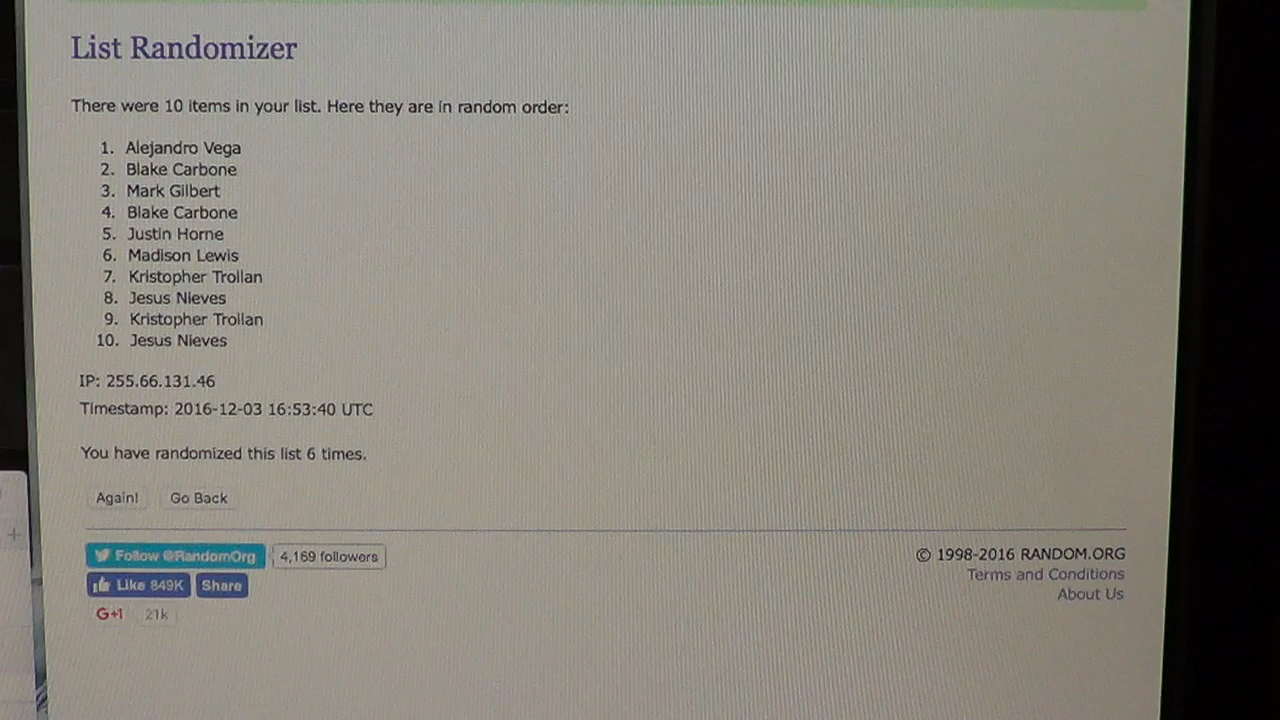 List Randomizer
There were 10 items in your list. Here they are in random order:
1. Alejandro Vega
2. Blake Carbone
3. Mark Gilbert
4. Blake Carbone
5. Justin Horne
6. Madison Lewis
7. Kristopher Trollan
8. Jesus Nieves
9. Kristopher Trollan
10. Jesus Nieves
IP: 255.66.131.46
Timestamp: 2016-12-03 16:53:40 UTC
You have randomized this list 6 times.
Again! Go Back
Follow @RandomOrg 4,169 followers
Like 849K Share
G+1 21k
© 1998-2016 RANDOM.ORG
Terms and Conditions
About Us